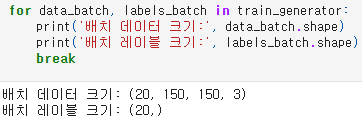 for data_batch, labels_batch in train_generator:
    print('배치 데이터 크기:', data_batch.shape)
    print('배치 레이블 크기:', labels_batch.shape)
    break
배치 데이터 크기: (20, 150, 150, 3)
배치 레이블 크기: (20,)